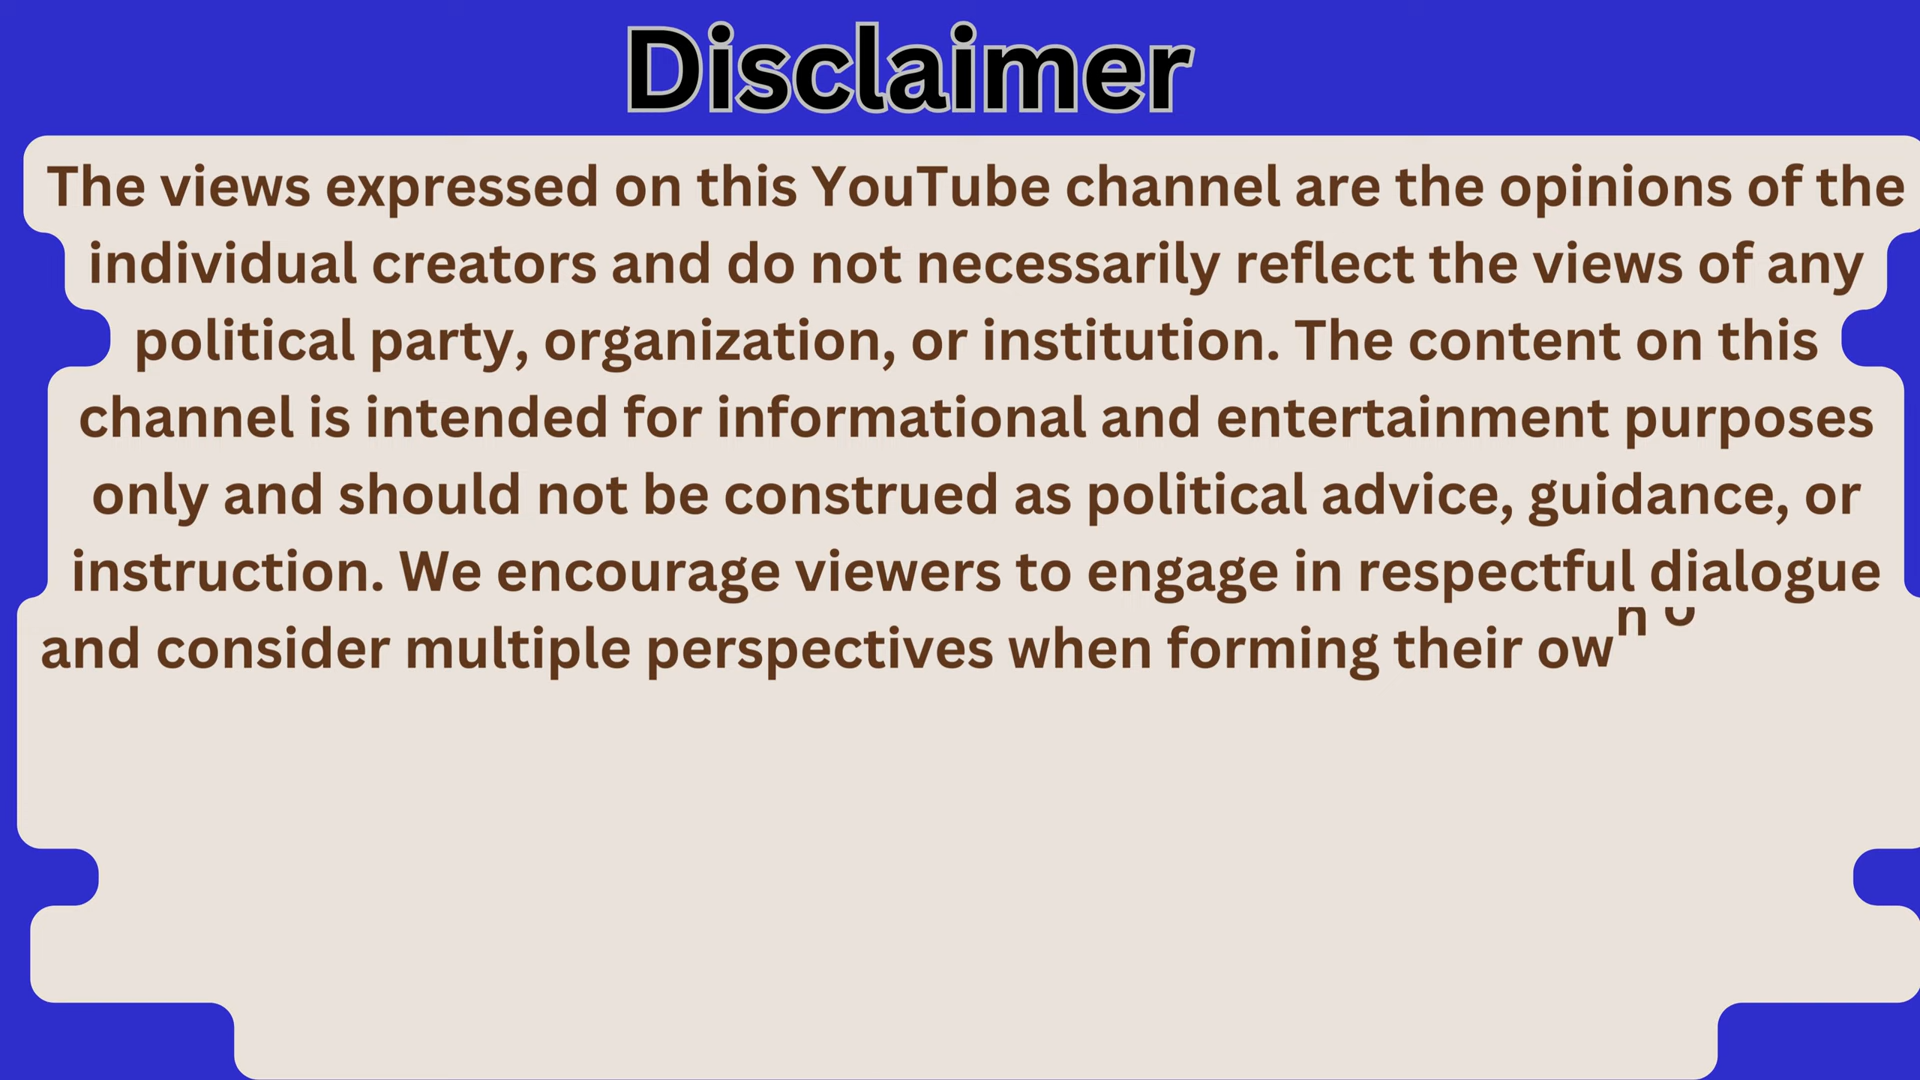 Disclaimer
The views expressed on this YouTube channel are the opinions of the
individual creators and do not necessarily reflect the views of any
political party, organization, or institution. The content on this
channel is intended for informational and entertainment purposes
only and should not be construed as political advice, guidance, or
instruction. We encourage viewers to engage in respectful dialogue
and consider multiple perspectives when forming their own